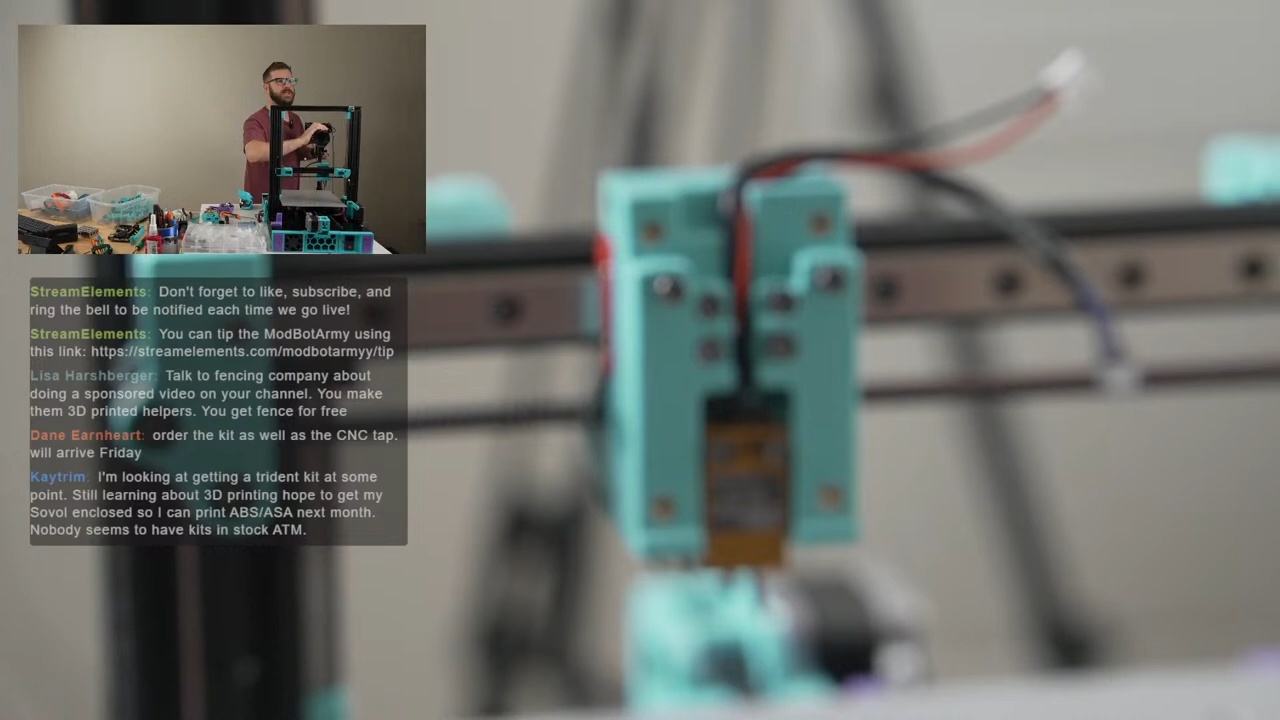 StreamElements: Don't forget to like, subscribe, and
ring the bell to be notified each time we go live!
StreamElements: You can tip the ModBotArmy using
this link: https://streamelements.com/modbotarmyy/tip
Lisa Harshberger: Talk to fencing company about
doing a sponsored video on your channel. You make
them 3D printed helpers. You get fence for free
Dane Earnheart: order the kit as well as the CNC tap.
will arrive Friday
Kaytrim: I'm looking at getting a trident kit at some
point. Still learning about 3D printing hope to get my
Sovol enclosed so I can print ABS/ASA next month.
Nobody seems to have kits in stock ATM.